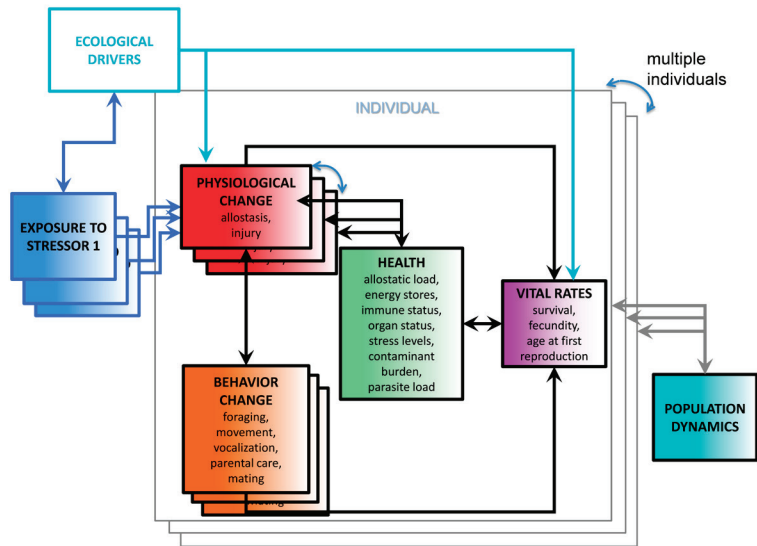 ECOLOGICAL
DRIVERS
multiple
individuals
INDIVIDUAL
PHYSIOLOGICAL
CHANGE
allostasis,
injury
EXPOSURE TO
STRESSOR 1
HEALTH
allostatic load,
energy stores,
immune status,
organ status,
stress levels,
contaminant
burden,
parasite load
VITAL RATES
survival,
fecundity,
age at first
reproduction
BEHAVIOR
CHANGE
foraging,
movement,
vocalization,
parental care,
mating
POPULATION
DYNAMICS